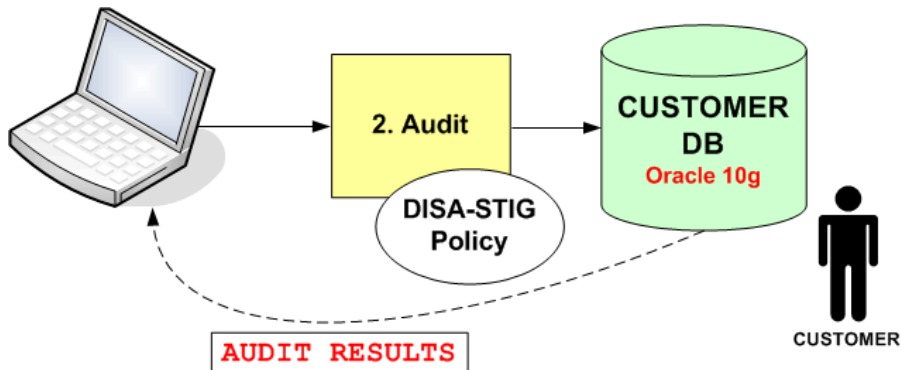 2. Audit
DISA-STIG
Policy
CUSTOMER
DB
Oracle 10g
CUSTOMER
AUDIT RESULTS